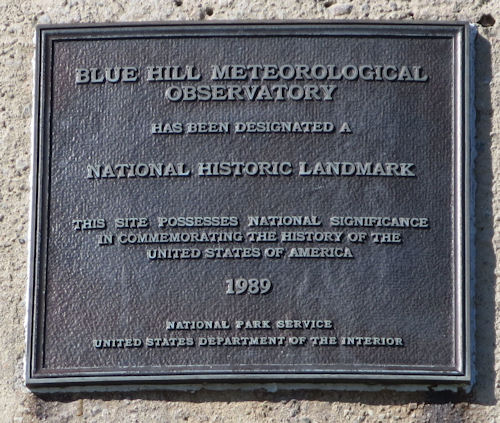 BLUE HILL METEOROLOGICAL
OBSERVATORY
HAS BEEN DESIGNATED A
NATIONAL HISTORIC LANDMARK
THIS SITE POSSESSES NATIONAL SIGNIFICANCE
IN COMMEMORATING THE HISTORY OF THE
UNITED STATES OF AMERICA
1989
NATIONAL PARK SERVICE
UNITED STATES DEPARTMENT OF THE INTERIOR